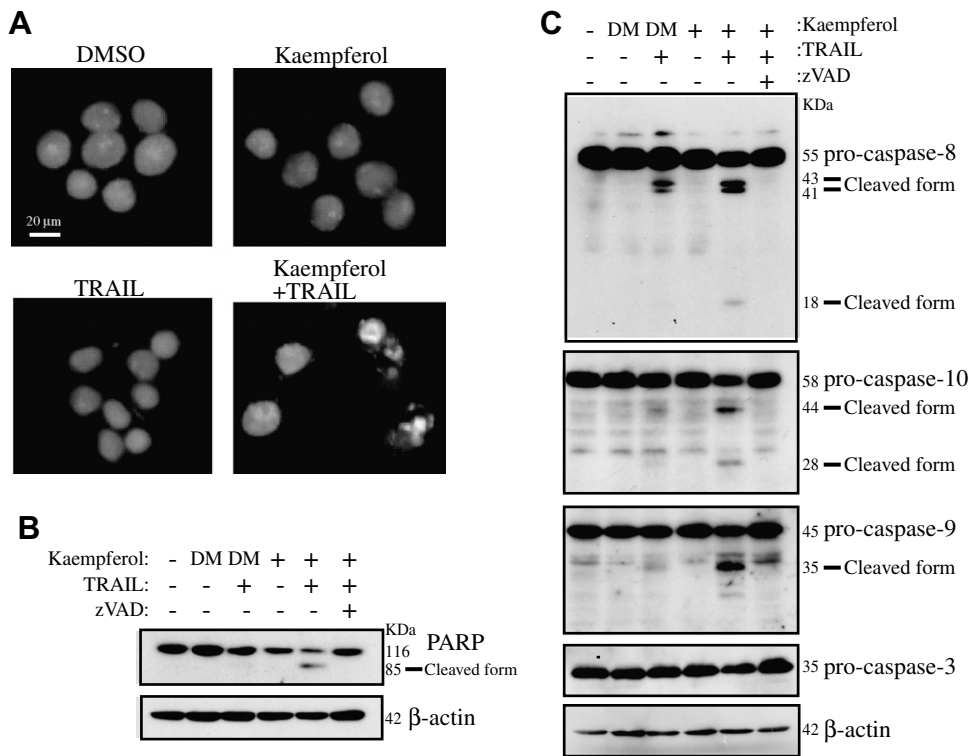 A
DMSO
Kaempferol
20 µm
TRAIL
Kaempferol
+TRAIL
B
Kaempferol: - DM DM + + +
TRAIL: - - + - + +
zVAD: - - - - - +
KDa
PARP
116
85 Cleaved form
42 β-actin
C
- DM DM + + + :Kaempferol
- - + - + + :TRAIL
- - - - - + :zVAD
KDa
55 pro-caspase-8
43
41 Cleaved form
18 Cleaved form
58 pro-caspase-10
44 Cleaved form
28 Cleaved form
45 pro-caspase-9
35 Cleaved form
35 pro-caspase-3
42 β-actin